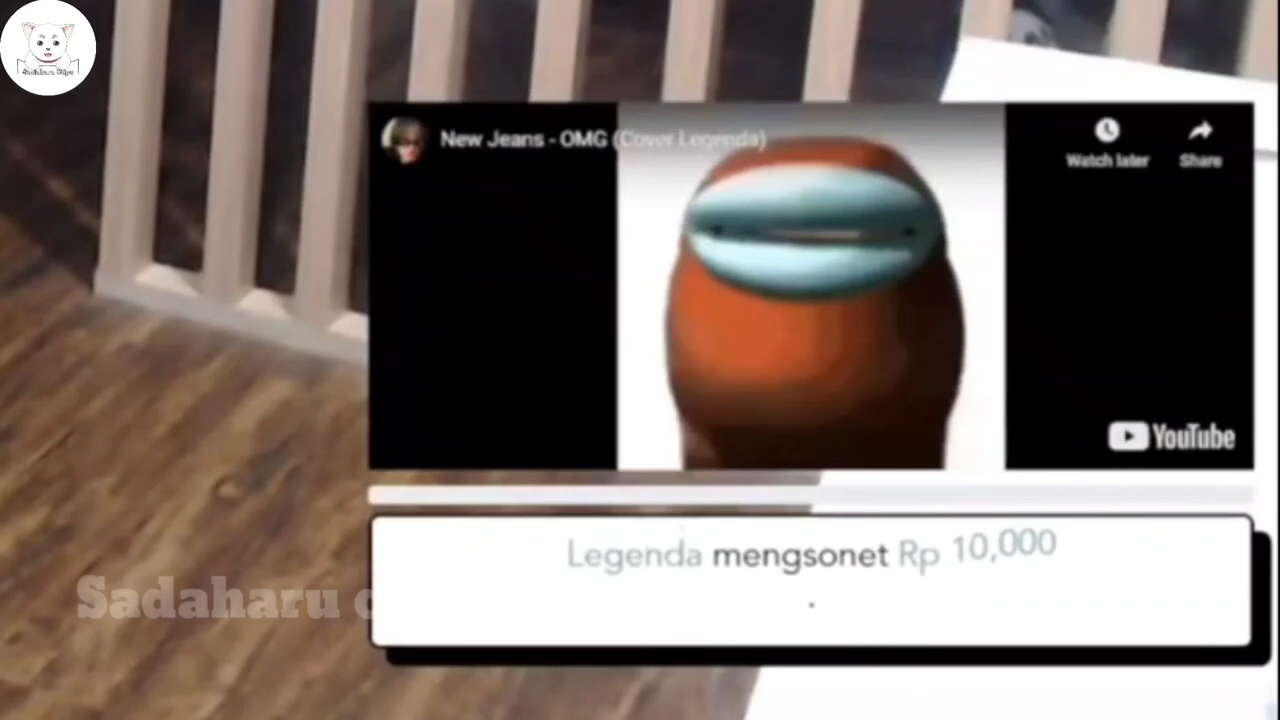 New Jeans - OMG (Cover Legenda)
Watch later
Share
YouTube
Legenda mengsonet Rp 10,000
.
Sadaharu